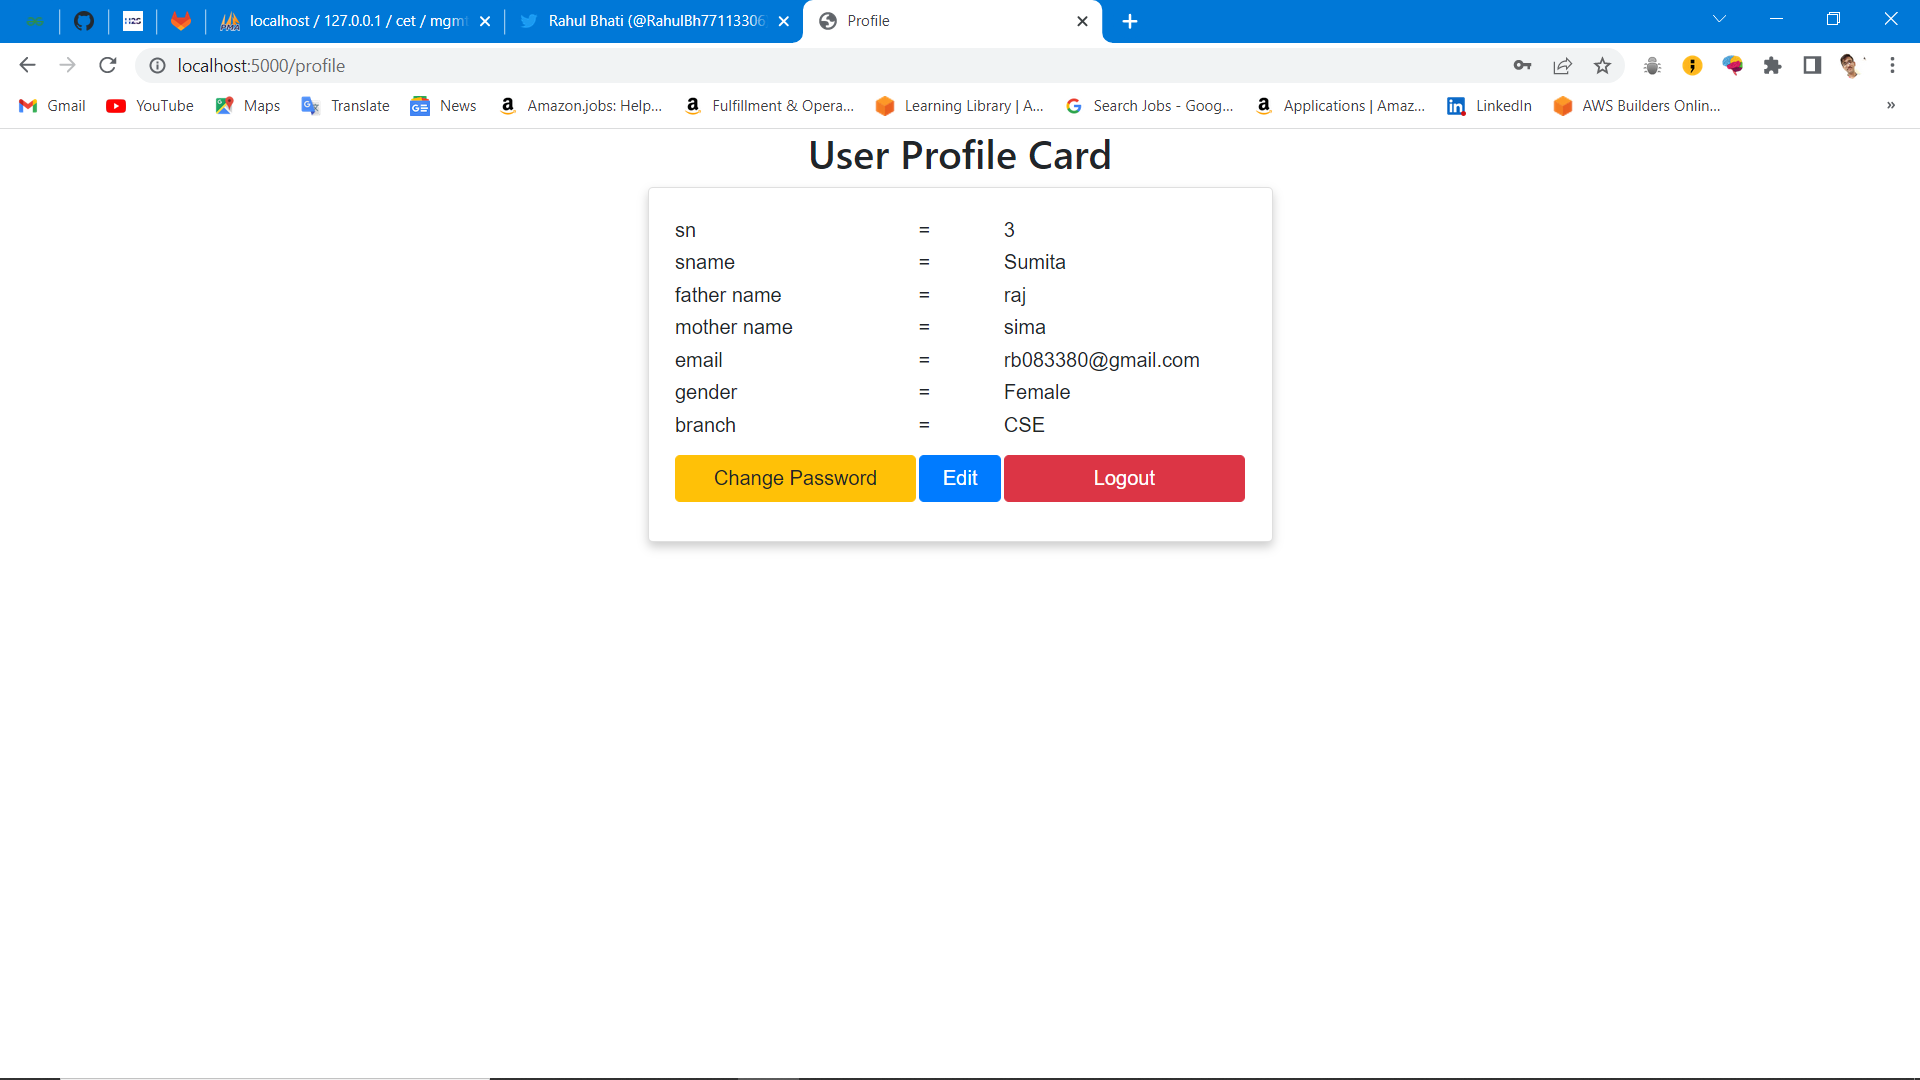 localhost / 127.0.0.1 / cet / mgm
Rahul Bhati (@RahulBh77113306
Profile
localhost:5000/profile
Gmail YouTube Maps Translate News Amazon.jobs: Help... Fulfillment & Opera... Learning Library | A... Search Jobs - Goog... Applications | Amaz... LinkedIn AWS Builders Onlin... »
User Profile Card
sn = 3
sname = Sumita
father name = raj
mother name = sima
email = rb083380@gmail.com
gender = Female
branch = CSE
Change Password Edit Logout